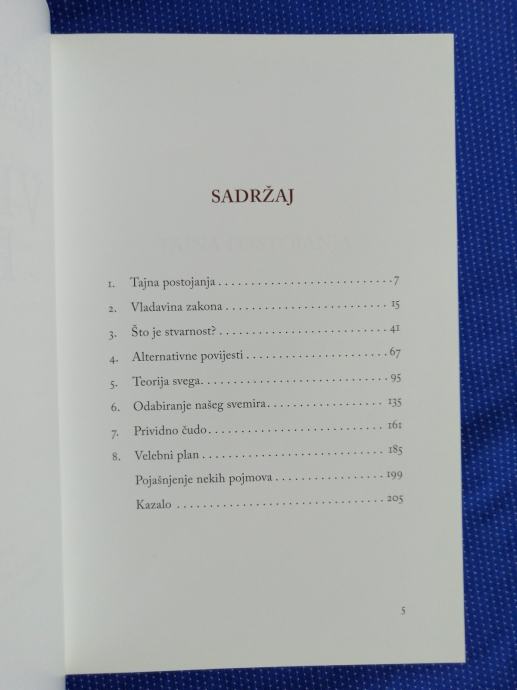 SADRŽAJ
1. Tajna postojanja . . . . . . . . . . . . . . . . . . . . . . . . . . . 7
2. Vladavina zakona . . . . . . . . . . . . . . . . . . . . . . . . . 15
3. Što je stvarnost? . . . . . . . . . . . . . . . . . . . . . . . . . . 41
4. Alternativne povijesti . . . . . . . . . . . . . . . . . . . . . . 67
5. Teorija svega. . . . . . . . . . . . . . . . . . . . . . . . . . . . . 95
6. Odabiranje našeg svemira. . . . . . . . . . . . . . . . . . 135
7. Prividno čudo. . . . . . . . . . . . . . . . . . . . . . . . . . . 161
8. Velebni plan . . . . . . . . . . . . . . . . . . . . . . . . . . . . 185
Pojašnjenje nekih pojmova . . . . . . . . . . . . . . . . . 199
Kazalo . . . . . . . . . . . . . . . . . . . . . . . . . . . . . . . . 205
5